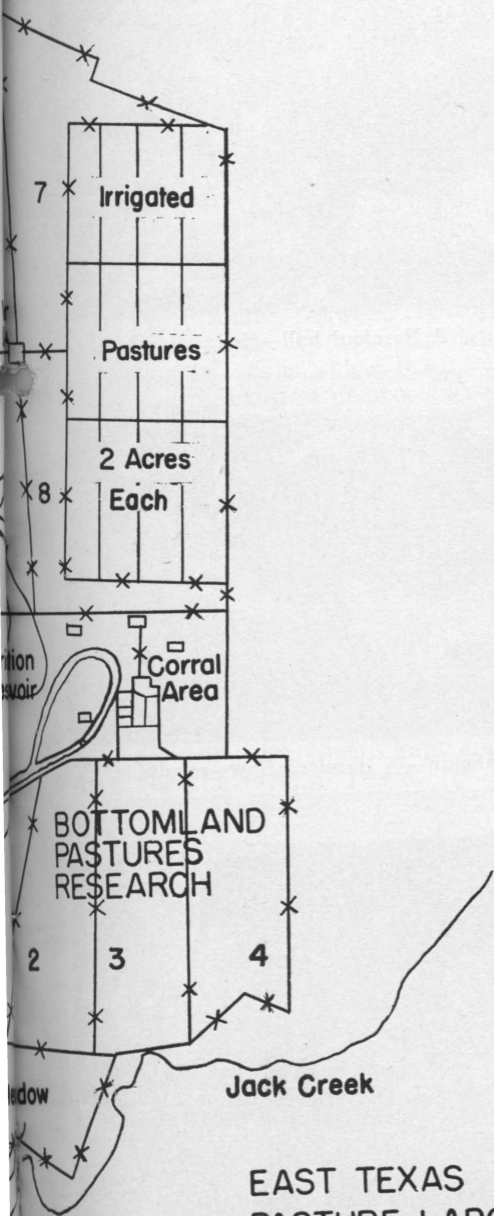 7 Irrigated
Pastures
2 Acres
8 Each
Corral
Area
BOTTOMLAND
PASTURES
RESEARCH
2 3 4
Jack Creek
EAST TEXAS